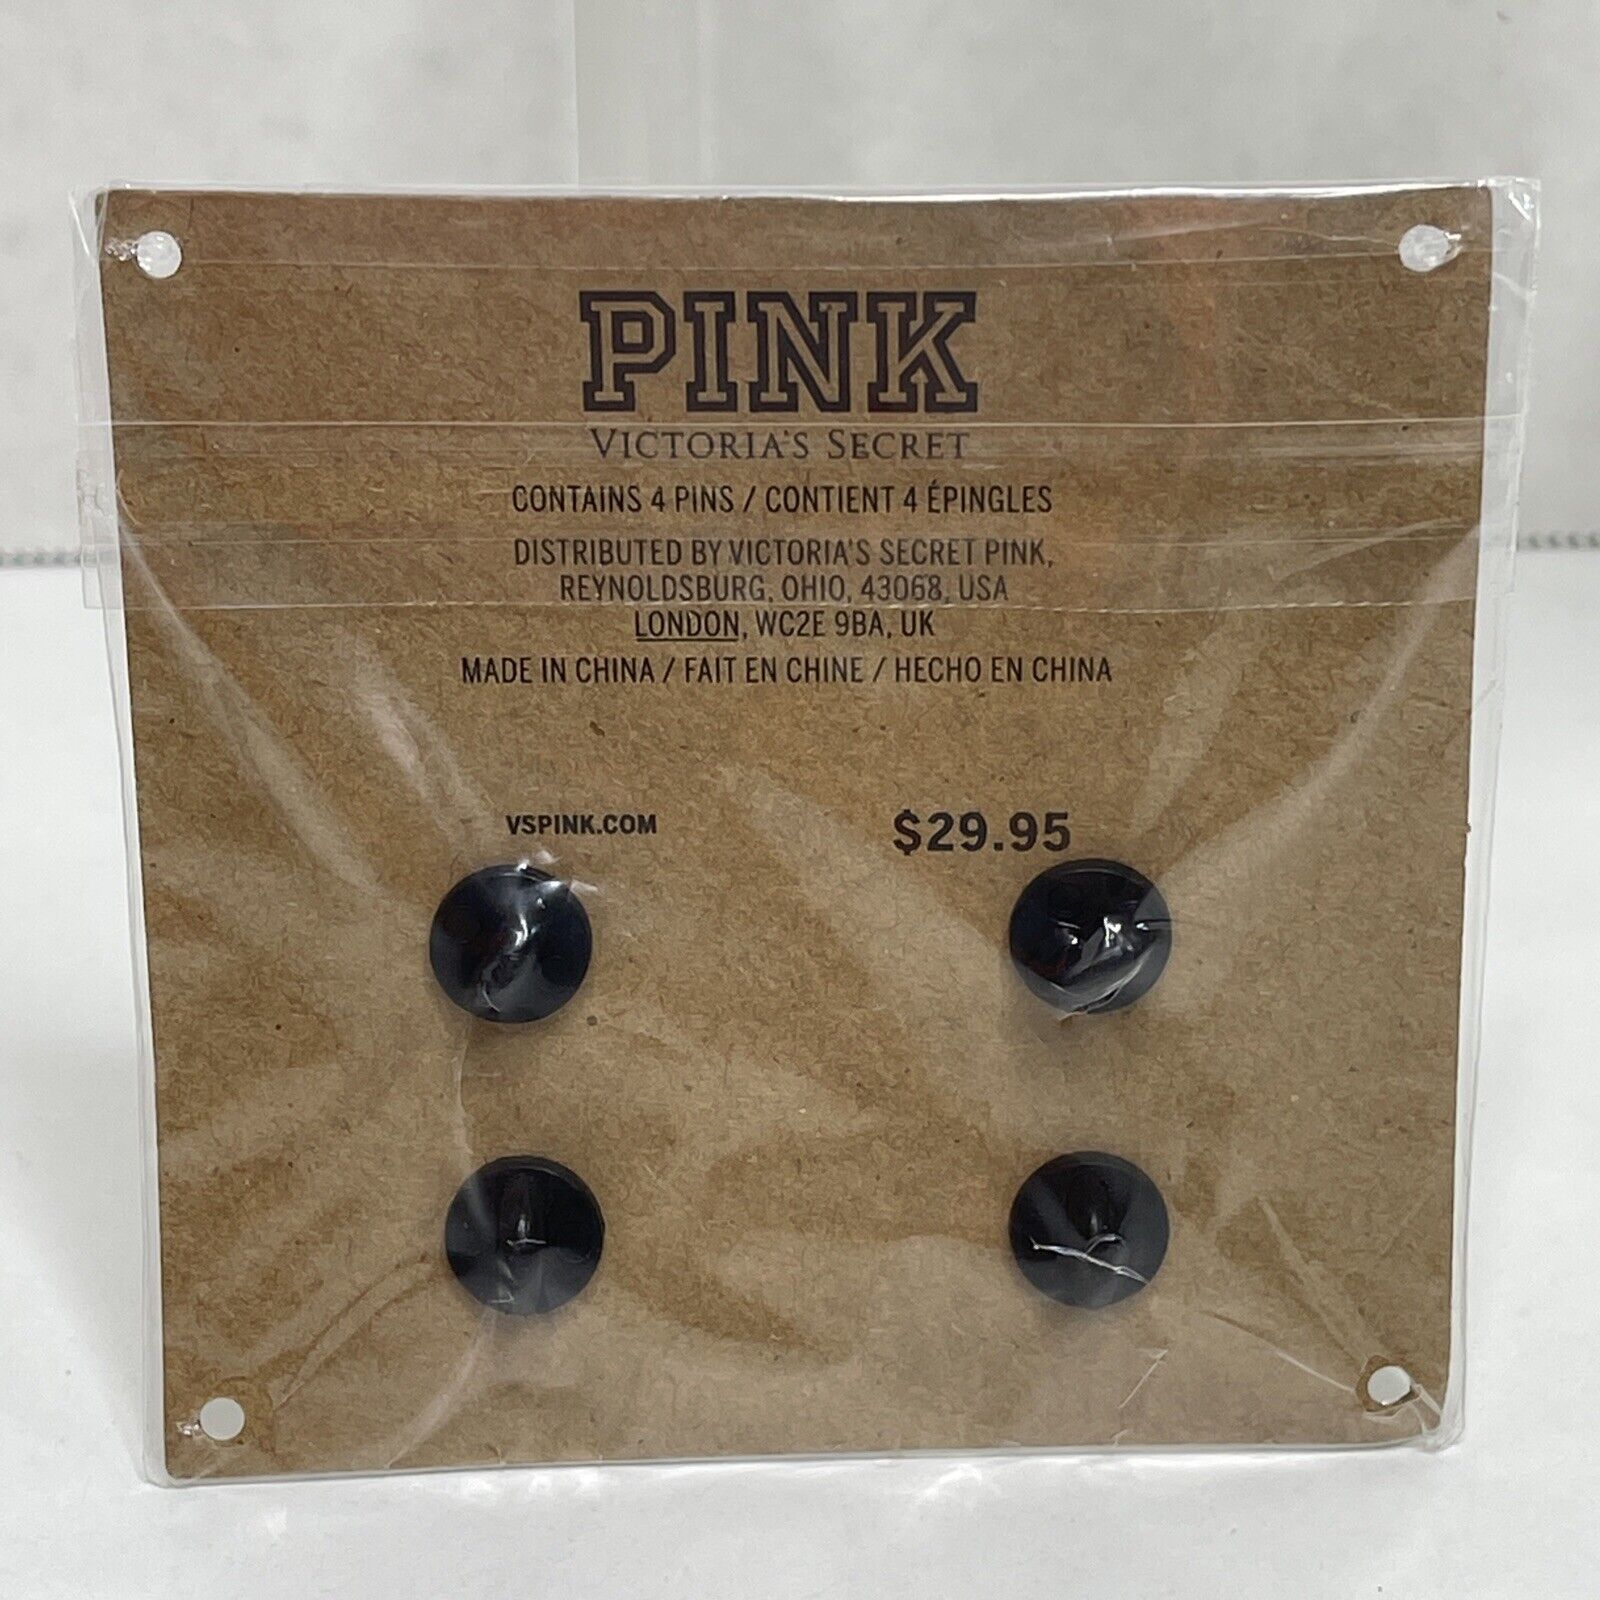 PINK
VICTORIA'S SECRET
CONTAINS 4 PINS / CONTIENT 4 ÉPINGLES
DISTRIBUTED BY VICTORIA'S SECRET PINK,
REYNOLDSBURG, OHIO, 43068, USA
LONDON, WC2E 9BA, UK
MADE IN CHINA / FAIT EN CHINE / HECHO EN CHINA
VSPINK.COM
$29.95